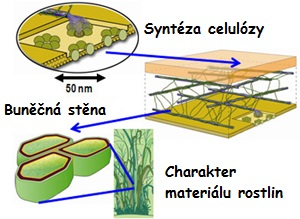 Syntéza celulózy
50 nm
Buněčná stěna
Charakter
materiálu rostlin